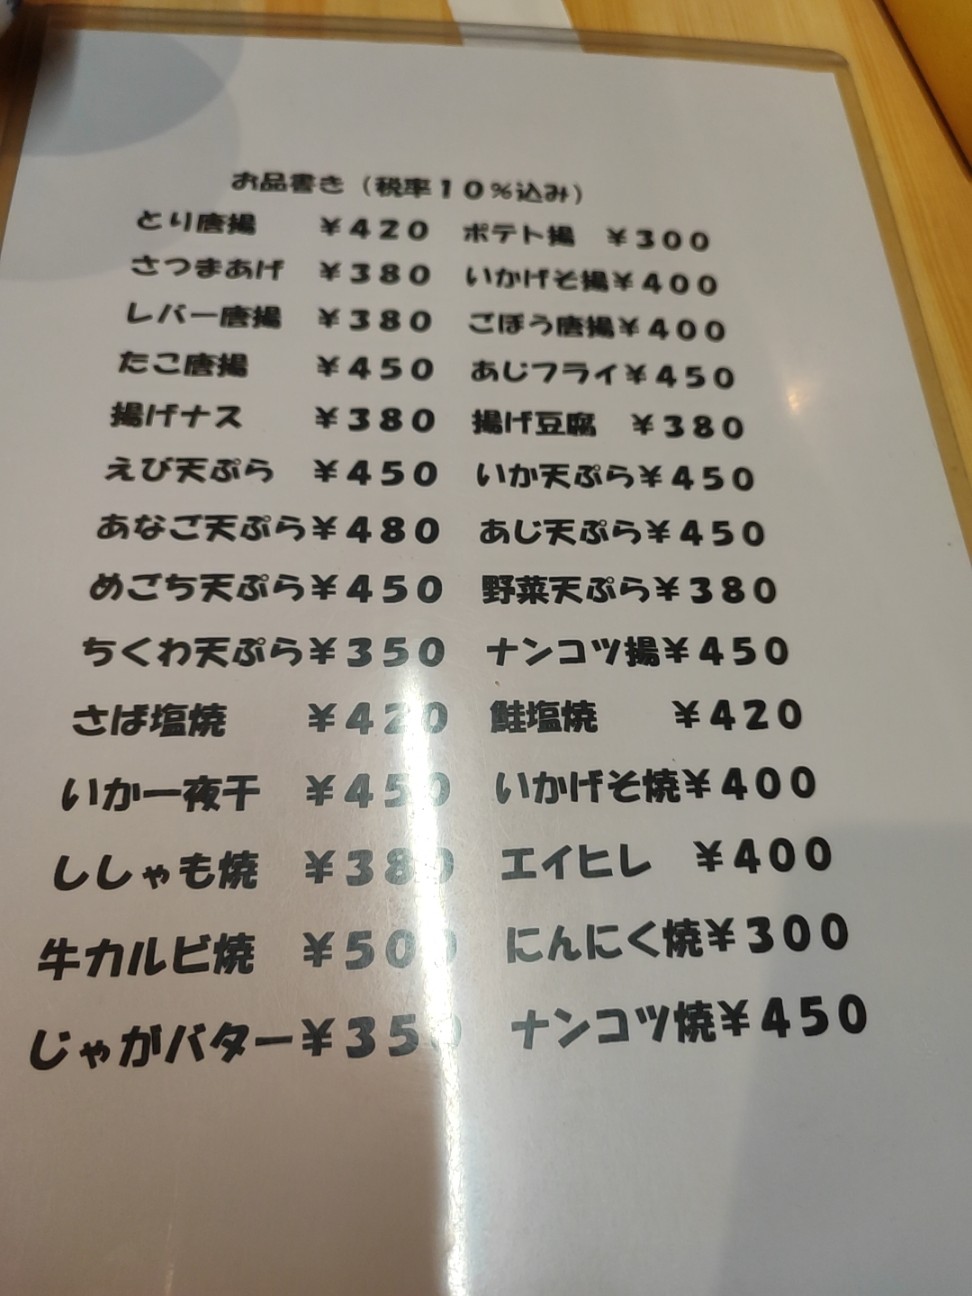 お品書き（税率１０％込み）
とり唐揚　￥４２０　ポテト揚　￥３００
さつまあげ　￥３８０　いかげそ揚￥４００
レバー唐揚　￥３８０　ごぼう唐揚￥４００
たこ唐揚　￥４５０　あじフライ￥４５０
揚げナス　￥３８０　揚げ豆腐　￥３８０
えび天ぷら　￥４５０　いか天ぷら￥４５０
あなご天ぷら￥４８０　あじ天ぷら￥４５０
めごち天ぷら￥４５０　野菜天ぷら￥３８０
ちくわ天ぷら￥３５０　ナンコツ揚￥４５０
さば塩焼　￥４２０　鮭塩焼　￥４２０
いか一夜干　￥４５０　いかげそ焼￥４００
ししゃも焼　￥３８０　エイヒレ　￥４００
牛カルビ焼　￥５００　にんにく焼￥３００
じゃがバター￥３５０　ナンコツ焼￥４５０